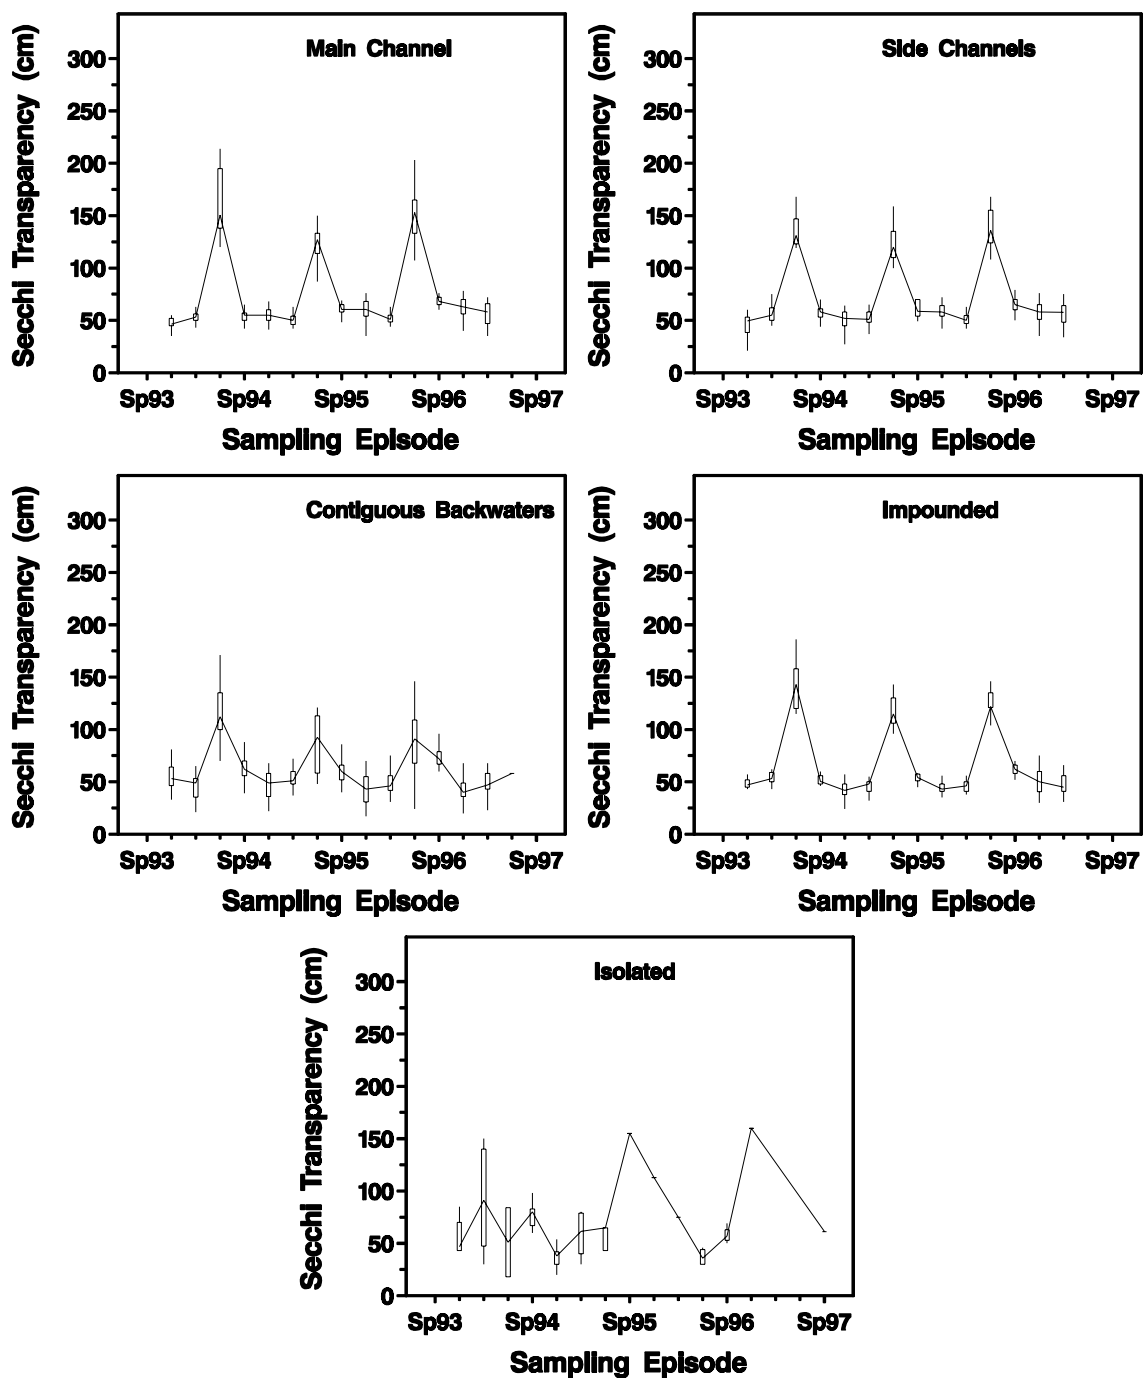 Main Channel
Secchi Transparency (cm)
300
250
200
150
100
50
0
Sp93 Sp94 Sp95 Sp96 Sp97
Sampling Episode
Side Channels
Secchi Transparency (cm)
300
250
200
150
100
50
0
Sp93 Sp94 Sp95 Sp96 Sp97
Sampling Episode
Contiguous Backwaters
Secchi Transparency (cm)
300
250
200
150
100
50
0
Sp93 Sp94 Sp95 Sp96 Sp97
Sampling Episode
Impounded
Secchi Transparency (cm)
300
250
200
150
100
50
0
Sp93 Sp94 Sp95 Sp96 Sp97
Sampling Episode
Isolated
Secchi Transparency (cm)
300
250
200
150
100
50
0
Sp93 Sp94 Sp95 Sp96 Sp97
Sampling Episode